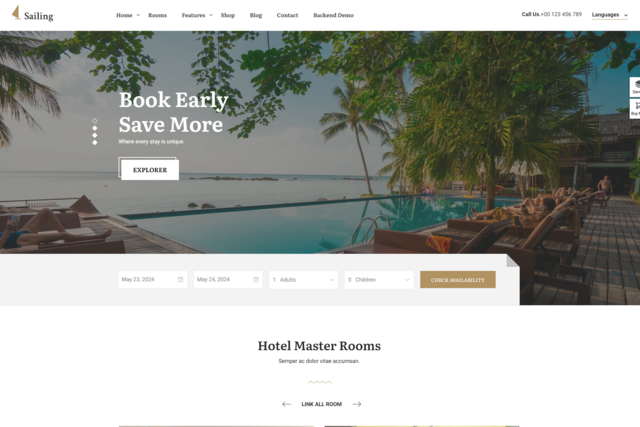 Sailing
Home Rooms Features Shop Blog Contact Backend Demo
Call Us.+00 123 456 789
Languages
Book Early
Save More
Where every stay is unique.
EXPLORER
May 23, 2024
May 24, 2024
1 Adults
0 Children
CHECK AVAILABILITY
Hotel Master Rooms
Semper ac dolor vitae accumsan.
LINK ALL ROOM